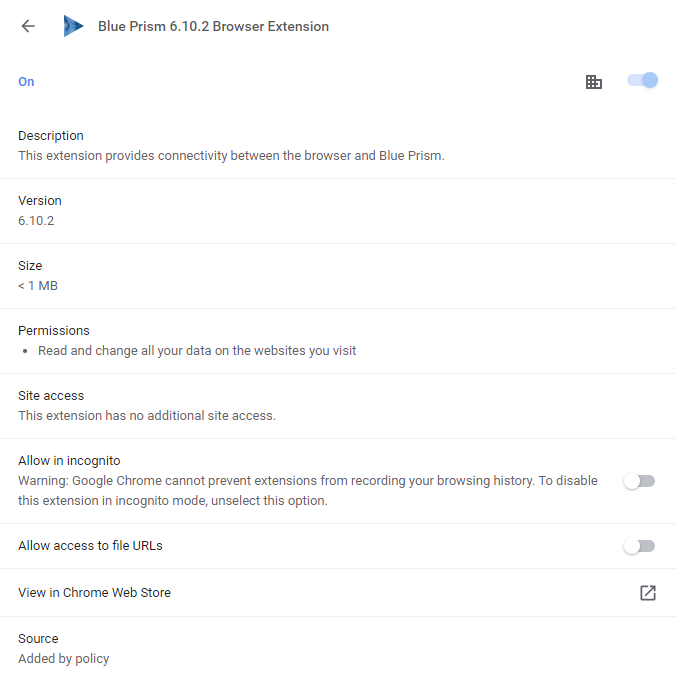 Blue Prism 6.10.2 Browser Extension
On
Description
This extension provides connectivity between the browser and Blue Prism.
Version
6.10.2
Size
< 1 MB
Permissions
• Read and change all your data on the websites you visit
Site access
This extension has no additional site access.
Allow in incognito
Warning: Google Chrome cannot prevent extensions from recording your browsing history. To disable
this extension in incognito mode, unselect this option.
Allow access to file URLs
View in Chrome Web Store
Source
Added by policy